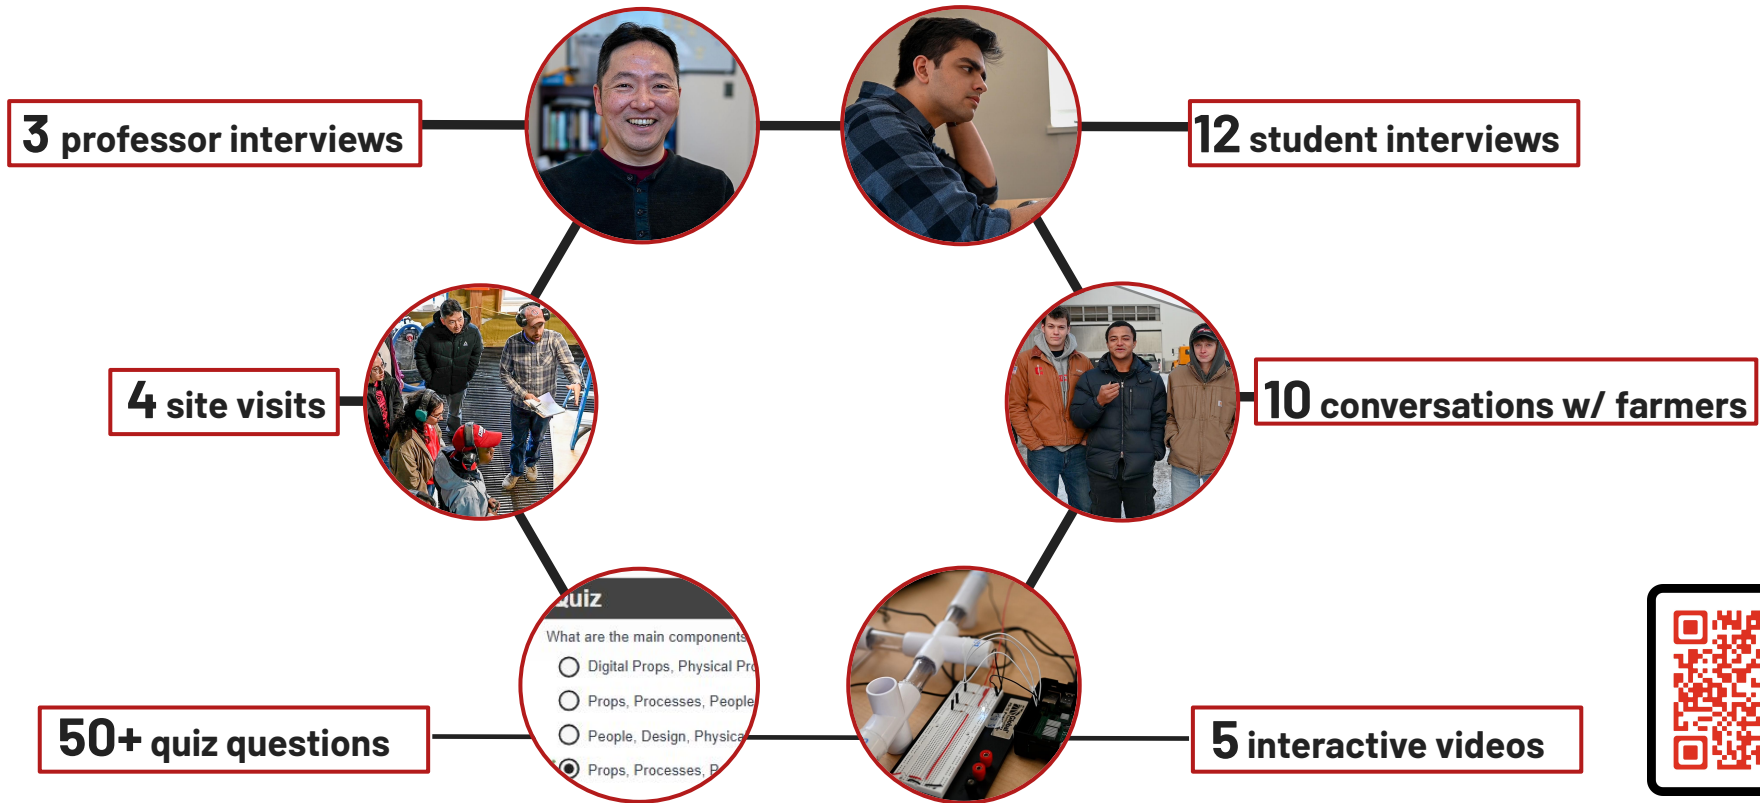 3 professor interviews
12 student interviews
4 site visits
10 conversations w/ farmers
Quiz
What are the main components
Digital Props, Physical Pro
Props, Processes, People
People, Design, Physica
Props, Processes, P
50+ quiz questions
5 interactive videos